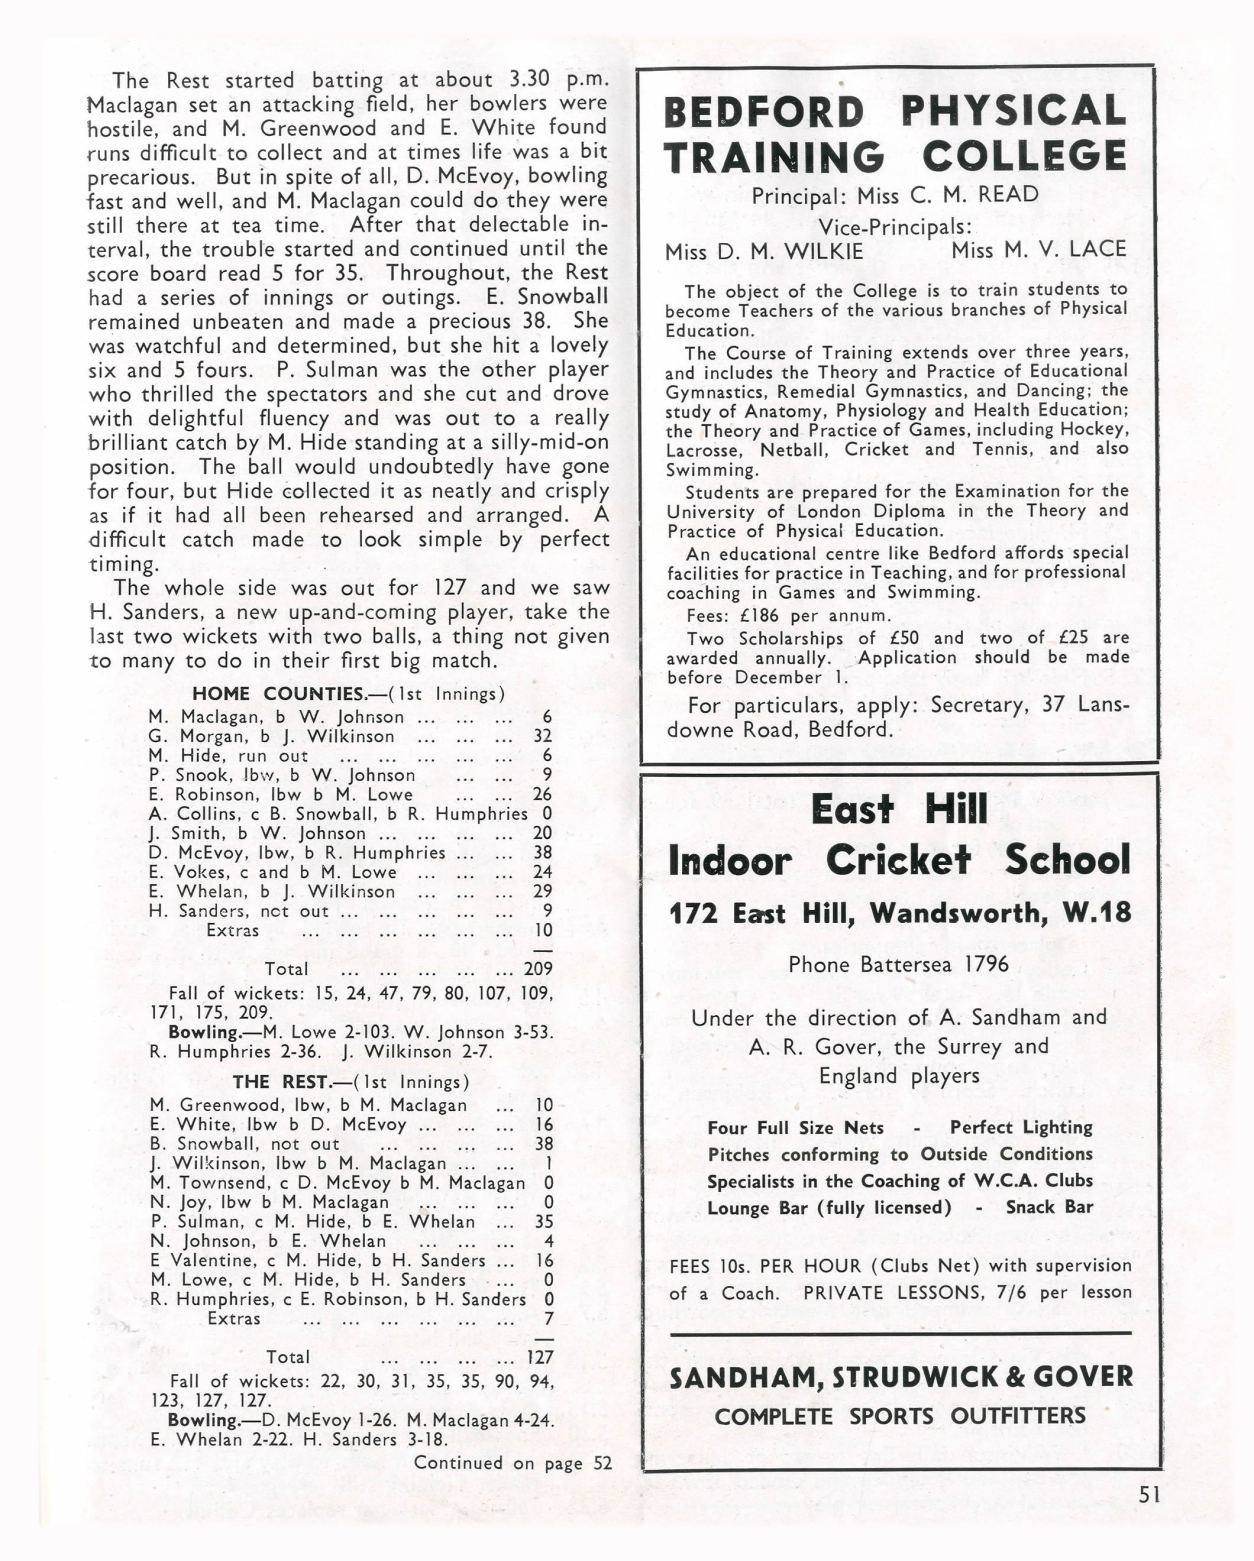 The Rest started batting at about 3.30 p.m.
Maclagan set an attacking field, her bowlers were
hostile, and M. Greenwood and E. White found
runs difficult to collect and at times life was a bit
precarious. But in spite of all, D. McEvoy, bowling
fast and well, and M. Maclagan could do they were
still there at tea time. After that delectable in-
terval, the trouble started and continued until the
score board read 5 for 35. Throughout, the Rest
had a series of innings or outings. E. Snowball
remained unbeaten and made a precious 38. She
was watchful and determined, but she hit a lovely
six and 5 fours. P. Sulman was the other player
who thrilled the spectators and she cut and drove
with delightful fluency and was out to a really
brilliant catch by M. Hide standing at a silly-mid-on
position. The ball would undoubtedly have gone
for four, but Hide collected it as neatly and crisply
as if it had all been rehearsed and arranged. A
difficult catch made to look simple by perfect
timing.
The whole side was out for 127 and we saw
H. Sanders, a new up-and-coming player, take the
last two wickets with two balls, a thing not given
to many to do in their first big match.
HOME COUNTIES.—(1st Innings)
M. Maclagan, b W. Johnson ... ... ... 6
G. Morgan, b J. Wilkinson ... ... ... 32
M. Hide, run out ... ... ... ... ... 6
P. Snook, lbw, b W. Johnson ... ... 9
E. Robinson, lbw b M. Lowe ... ... 26
A. Collins, c B. Snowball, b R. Humphries 0
J. Smith, b W. Johnson ... ... ... ... 20
D. McEvoy, lbw, b R. Humphries ... ... 38
E. Vokes, c and b M. Lowe ... ... ... 24
E. Whelan, b J. Wilkinson ... ... ... 29
H. Sanders, not out ... ... ... ... ... 9
Extras ... ... ... ... ... ... 10
Total ... ... ... ... ... 209
Fall of wickets: 15, 24, 47, 79, 80, 107, 109,
171, 175, 209.
Bowling.—M. Lowe 2-103. W. Johnson 3-53.
R. Humphries 2-36. J. Wilkinson 2-7.
THE REST.—(1st Innings)
M. Greenwood, lbw, b M. Maclagan ... 10
E. White, lbw b D. McEvoy ... ... ... 16
B. Snowball, not out ... ... ... ... 38
J. Wilkinson, lbw b M. Maclagan ... ... 1
M. Townsend, c D. McEvoy b M. Maclagan 0
N. Joy, lbw b M. Maclagan ... ... ... 0
P. Sulman, c M. Hide, b E. Whelan ... 35
N. Johnson, b E. Whelan ... ... ... 4
E Valentine, c M. Hide, b H. Sanders ... 16
M. Lowe, c M. Hide, b H. Sanders ... 0
R. Humphries, c E. Robinson, b H. Sanders 0
Extras ... ... ... ... ... ... 7
Total ... ... ... ... 127
Fall of wickets: 22, 30, 31, 35, 35, 90, 94,
123, 127, 127.
Bowling.—D. McEvoy 1-26. M. Maclagan 4-24.
E. Whelan 2-22. H. Sanders 3-18.
Continued on page 52
BEDFORD PHYSICAL
TRAINING COLLEGE
Principal: Miss C. M. READ
Vice-Principals:
Miss D. M. WILKIE Miss M. V. LACE
The object of the College is to train students to
become Teachers of the various branches of Physical
Education.
The Course of Training extends over three years,
and includes the Theory and Practice of Educational
Gymnastics, Remedial Gymnastics, and Dancing; the
study of Anatomy, Physiology and Health Education;
the Theory and Practice of Games, including Hockey,
Lacrosse, Netball, Cricket and Tennis, and also
Swimming.
Students are prepared for the Examination for the
University of London Diploma in the Theory and
Practice of Physical Education.
An educational centre like Bedford affords special
facilities for practice in Teaching, and for professional
coaching in Games and Swimming.
Fees: £186 per annum.
Two Scholarships of £50 and two of £25 are
awarded annually. Application should be made
before December 1.
For particulars, apply: Secretary, 37 Lans-
downe Road, Bedford.
East Hill
Indoor Cricket School
172 East Hill, Wandsworth, W.18
Phone Battersea 1796
Under the direction of A. Sandham and
A. R. Gover, the Surrey and
England players
Four Full Size Nets - Perfect Lighting
Pitches conforming to Outside Conditions
Specialists in the Coaching of W.C.A. Clubs
Lounge Bar (fully licensed) - Snack Bar
FEES 10s. PER HOUR (Clubs Net) with supervision
of a Coach. PRIVATE LESSONS, 7/6 per lesson
SANDHAM, STRUDWICK & GOVER
COMPLETE SPORTS OUTFITTERS
51